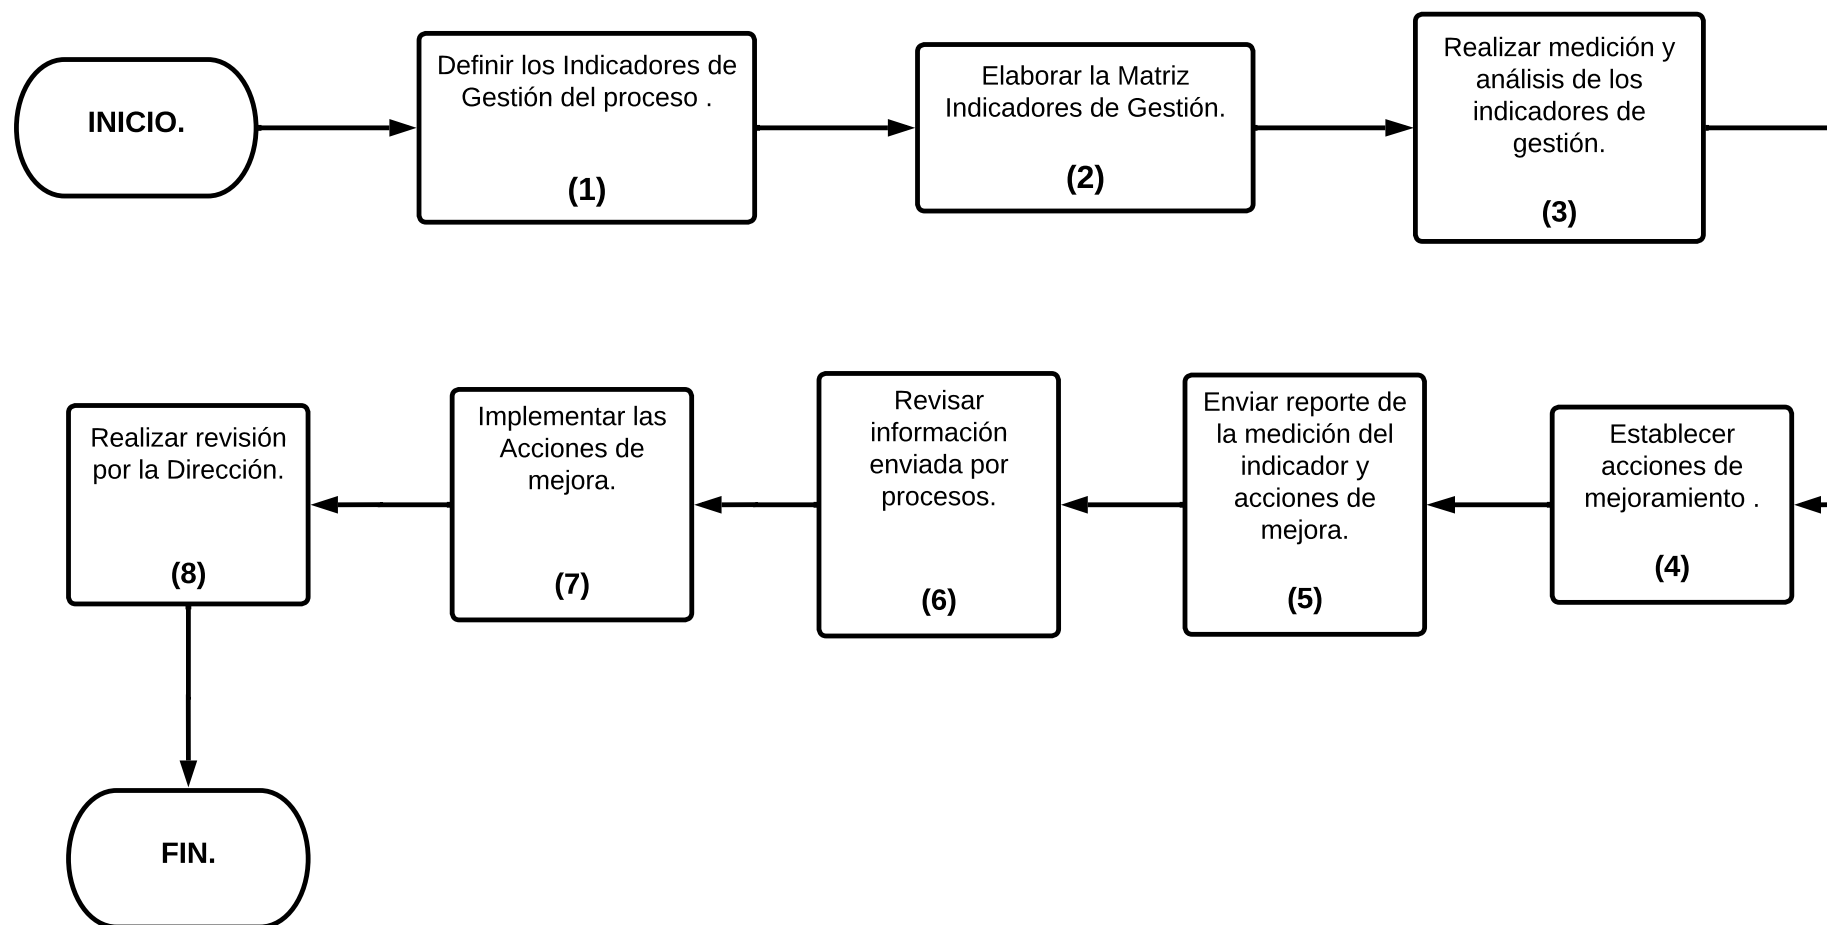 INICIO.
Definir los Indicadores de
Gestión del proceso .
(1)
Elaborar la Matriz
Indicadores de Gestión.
(2)
Realizar medición y
análisis de los
indicadores de
gestión.
(3)
Establecer
acciones de
mejoramiento .
(4)
Enviar reporte de
la medición del
indicador y
acciones de
mejora.
(5)
Revisar
información
enviada por
procesos.
(6)
Implementar las
Acciones de
mejora.
(7)
Realizar revisión
por la Dirección.
(8)
FIN.